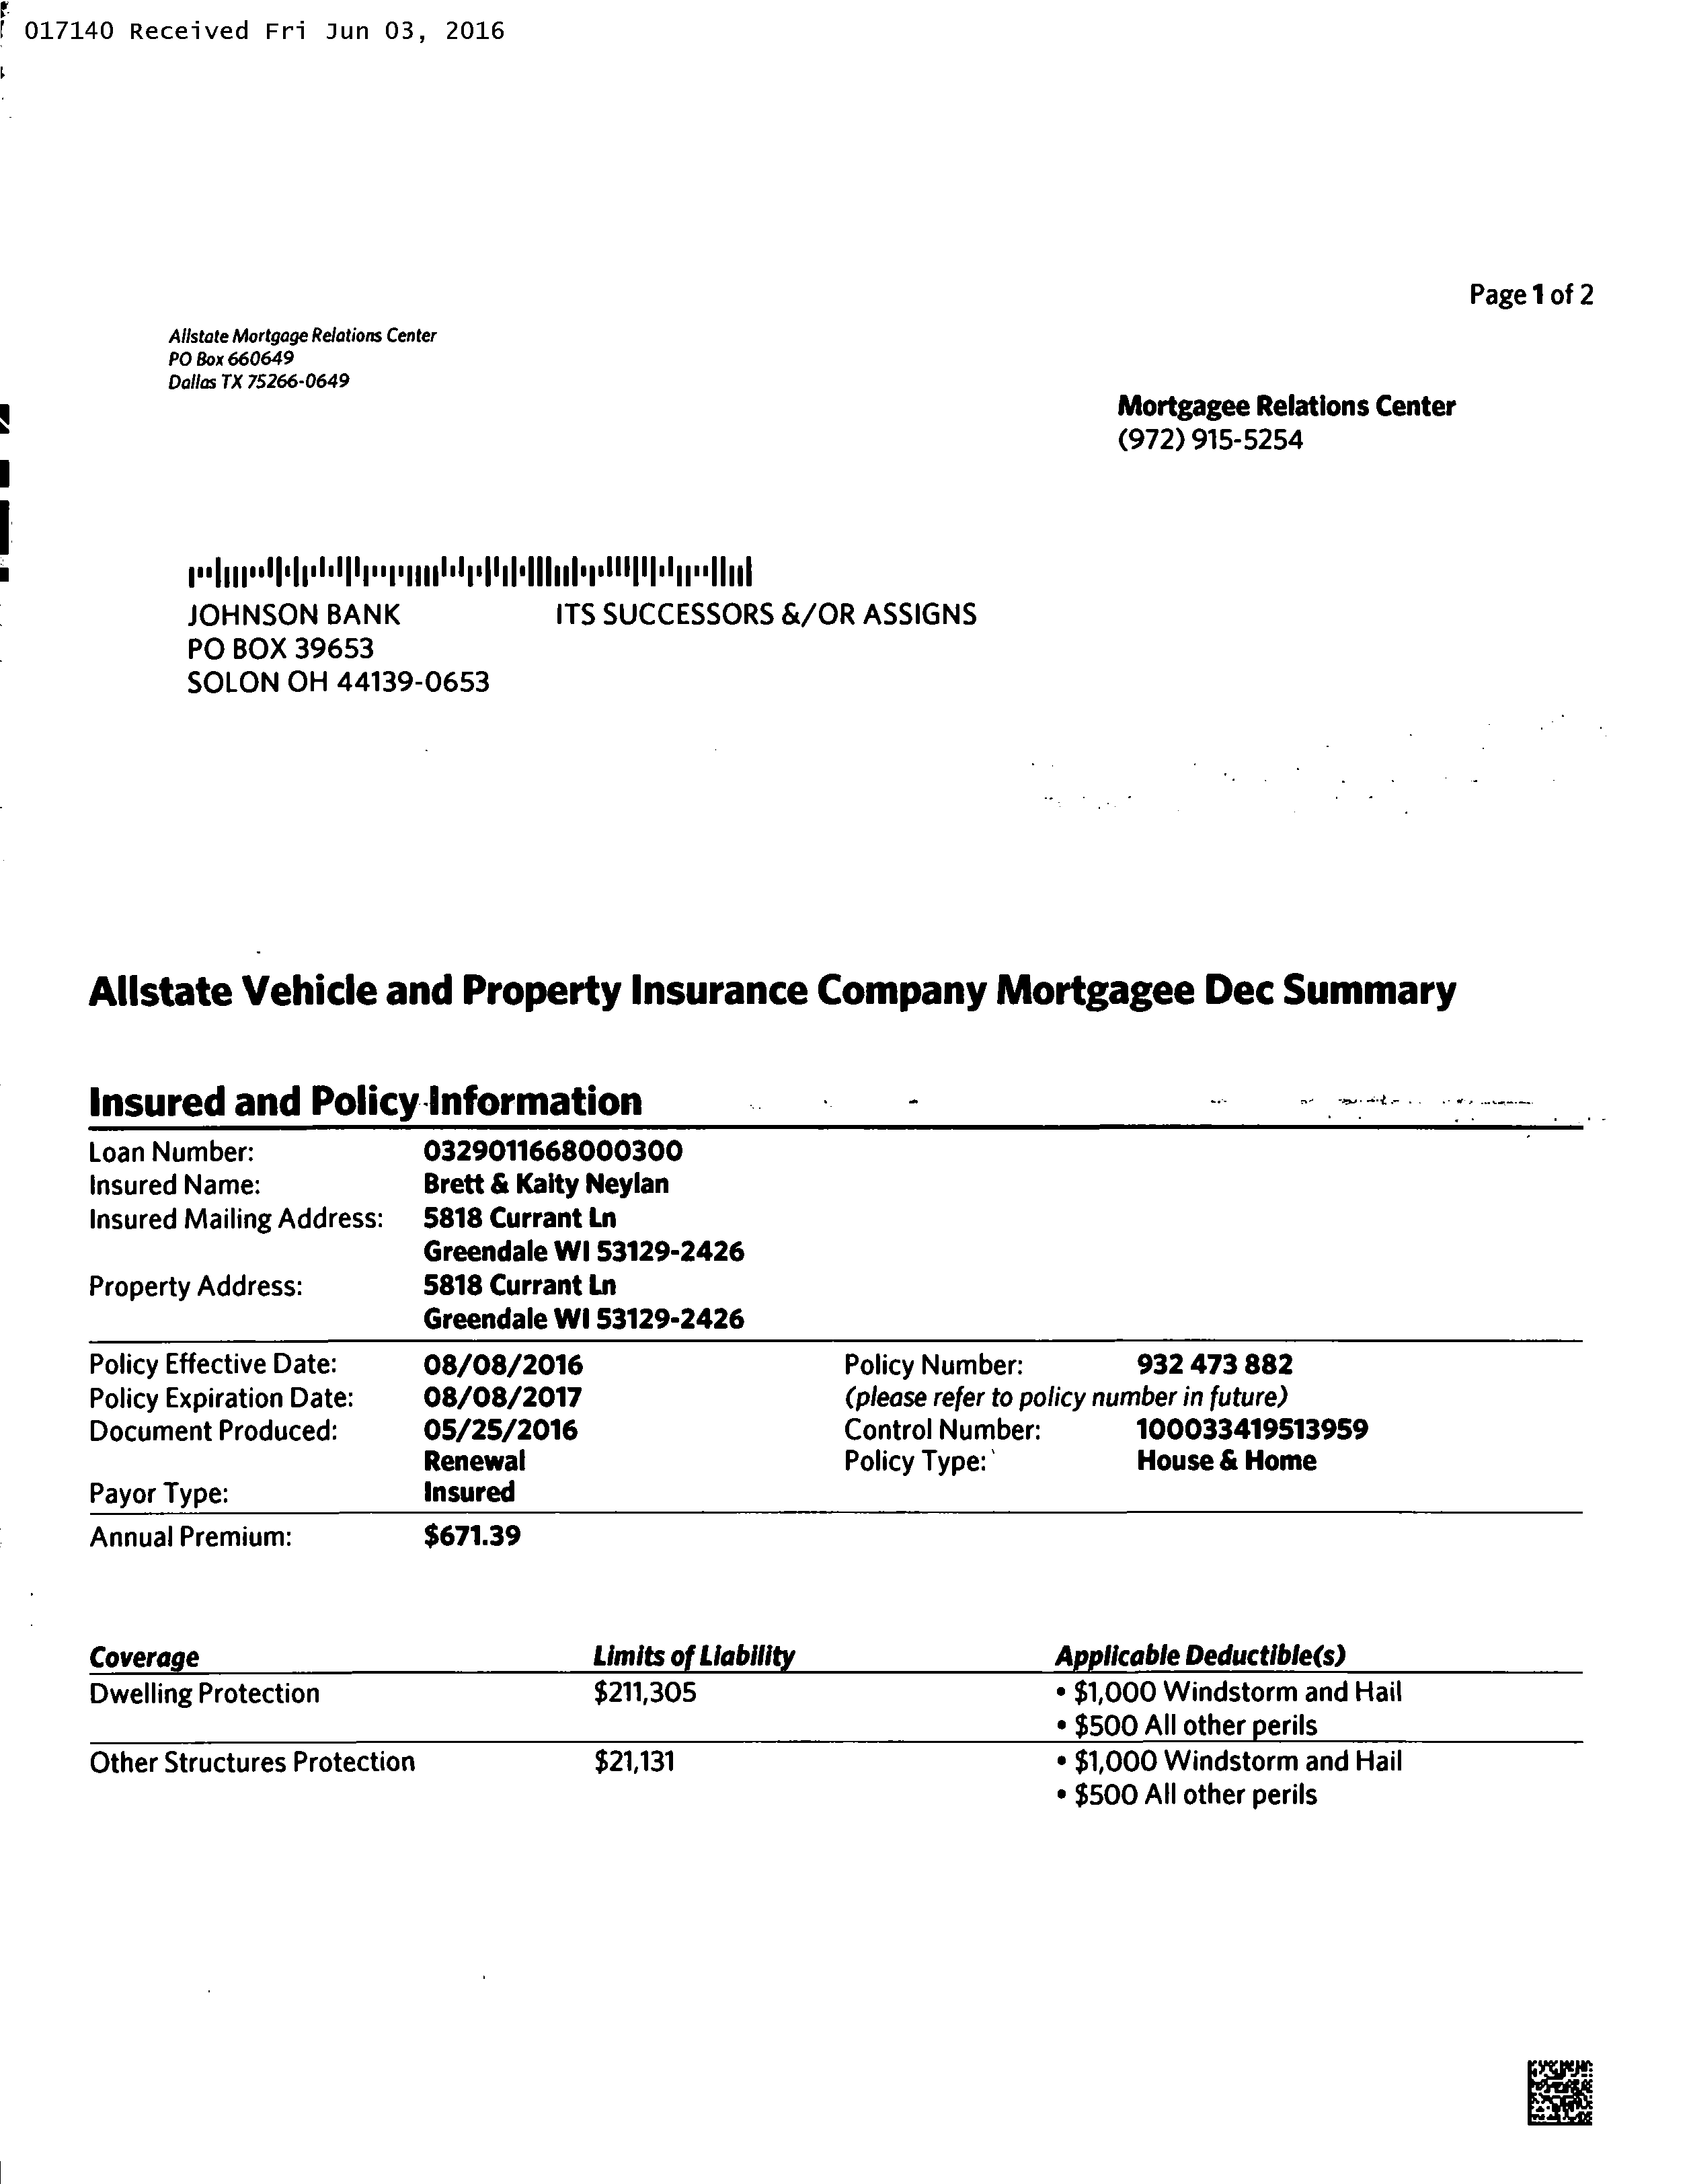 017140 Received Fri Jun 03, 2016
Page 1 of 2
Allstate Mortgage Relations Center
PO Box 660649
Dallas TX 75266-0649
Mortgagee Relations Center
(972) 915-5254
JOHNSON BANK ITS SUCCESSORS &/OR ASSIGNS
PO BOX 39653
SOLON OH 44139-0653
Allstate Vehicle and Property Insurance Company Mortgagee Dec Summary
Insured and Policy Information
Loan Number: 0329011668000300
Insured Name: Brett & Kaity Neylan
Insured Mailing Address: 5818 Currant Ln
Greendale WI 53129-2426
Property Address: 5818 Currant Ln
Greendale WI 53129-2426
Policy Effective Date: 08/08/2016 Policy Number: 932 473 882
Policy Expiration Date: 08/08/2017 (please refer to policy number in future)
Document Produced: 05/25/2016 Control Number: 100033419513959
Renewal Policy Type: House & Home
Payor Type: Insured
Annual Premium: $671.39
Coverage Limits of Liability Applicable Deductible(s)
Dwelling Protection $211,305 • $1,000 Windstorm and Hail
• $500 All other perils
Other Structures Protection $21,131 • $1,000 Windstorm and Hail
• $500 All other perils